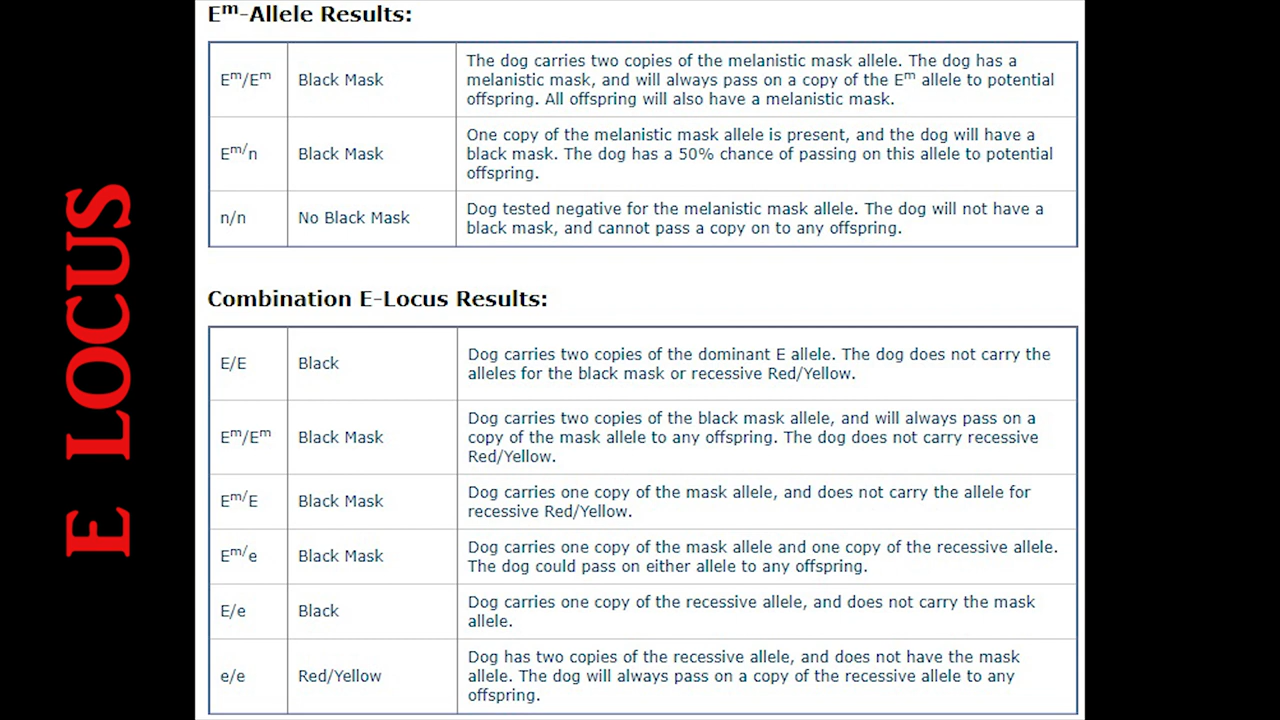 E LOCUS
Eᵐ-Allele Results:
Eᵐ/Eᵐ
Black Mask
The dog carries two copies of the melanistic mask allele. The dog has a
melanistic mask, and will always pass on a copy of the Eᵐ allele to potential
offspring. All offspring will also have a melanistic mask.
Eᵐ/n
Black Mask
One copy of the melanistic mask allele is present, and the dog will have a
black mask. The dog has a 50% chance of passing on this allele to potential
offspring.
n/n
No Black Mask
Dog tested negative for the melanistic mask allele. The dog will not have a
black mask, and cannot pass a copy on to any offspring.
Combination E-Locus Results:
E/E
Black
Dog carries two copies of the dominant E allele. The dog does not carry the
alleles for the black mask or recessive Red/Yellow.
Eᵐ/Eᵐ
Black Mask
Dog carries two copies of the black mask allele, and will always pass on a
copy of the mask allele to any offspring. The dog does not carry recessive
Red/Yellow.
Eᵐ/E
Black Mask
Dog carries one copy of the mask allele, and does not carry the allele for
recessive Red/Yellow.
Eᵐ/e
Black Mask
Dog carries one copy of the mask allele and one copy of the recessive allele.
The dog could pass on either allele to any offspring.
E/e
Black
Dog carries one copy of the recessive allele, and does not carry the mask
allele.
e/e
Red/Yellow
Dog has two copies of the recessive allele, and does not have the mask
allele. The dog will always pass on a copy of the recessive allele to any
offspring.